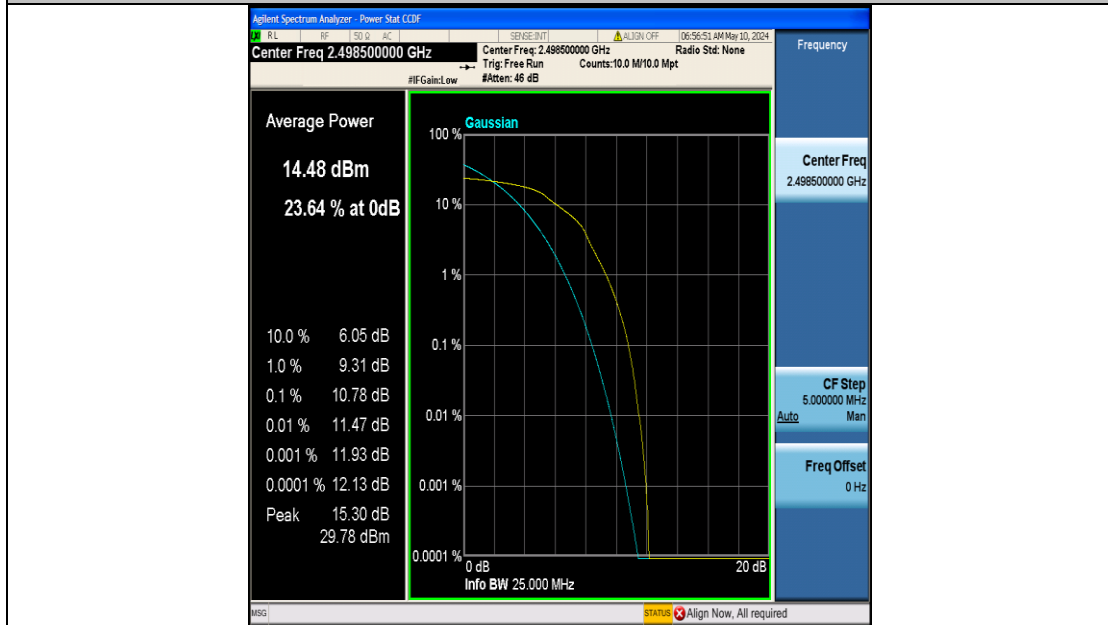 Agilent Spectrum Analyzer - Power Stat CCDF
RL RF 50 Ω AC SENSE:INT ALIGN OFF 06:56:51 AM May 10, 2024
Center Freq 2.498500000 GHz
Center Freq: 2.498500000 GHz Radio Std: None
Trig: Free Run Counts:10.0 M/10.0 Mpt
#IFGain:Low #Atten: 46 dB
Frequency
Average Power
14.48 dBm
23.64 % at 0dB
10.0 % 6.05 dB
1.0 % 9.31 dB
0.1 % 10.78 dB
0.01 % 11.47 dB
0.001 % 11.93 dB
0.0001 % 12.13 dB
Peak 15.30 dB
29.78 dBm
Gaussian
100 %
10 %
1 %
0.1 %
0.01 %
0.001 %
0.0001 %
0 dB 20 dB
Info BW 25.000 MHz
Center Freq
2.498500000 GHz
CF Step
5.000000 MHz
Auto Man
Freq Offset
0 Hz
MSG STATUS Align Now, All required